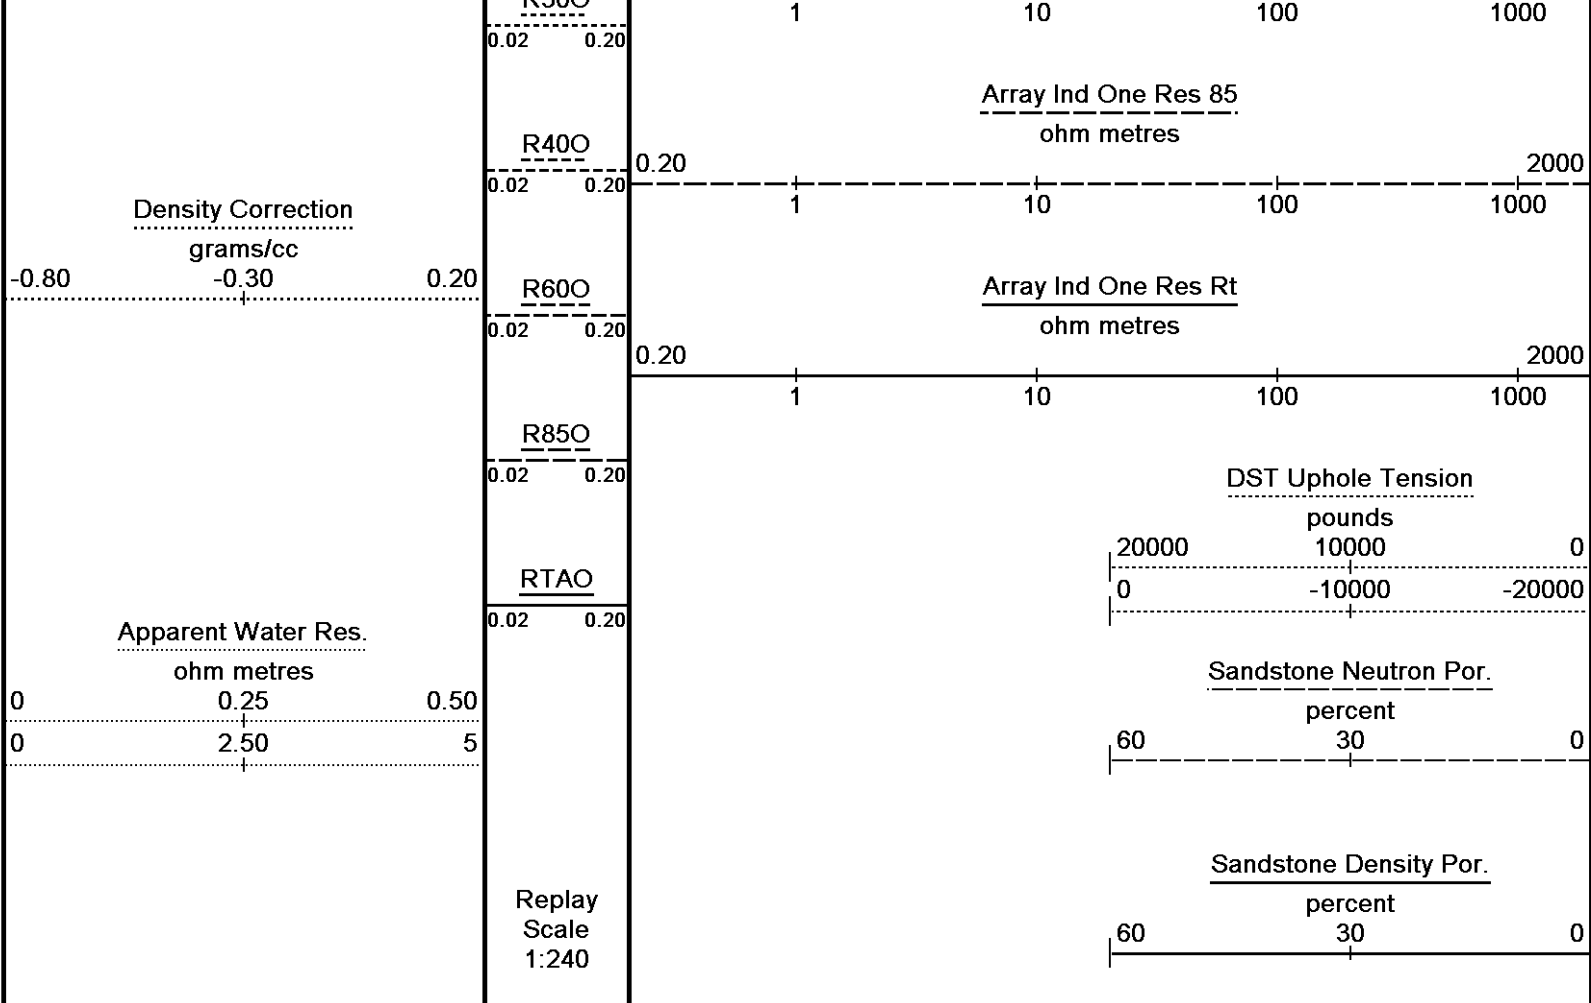 Density Correction
grams/cc
-0.80 -0.30 0.20
Apparent Water Res.
ohm metres
0 0.25 0.50
0 2.50 5
0.02 0.20
R40O
0.02 0.20
R60O
0.02 0.20
R85O
0.02 0.20
RTAO
0.02 0.20
Replay
Scale
1:240
1 10 100 1000
Array Ind One Res 85
ohm metres
0.20 2000
1 10 100 1000
Array Ind One Res Rt
ohm metres
0.20 2000
1 10 100 1000
DST Uphole Tension
pounds
20000 10000 0
0 -10000 -20000
Sandstone Neutron Por.
percent
60 30 0
Sandstone Density Por.
percent
60 30 0